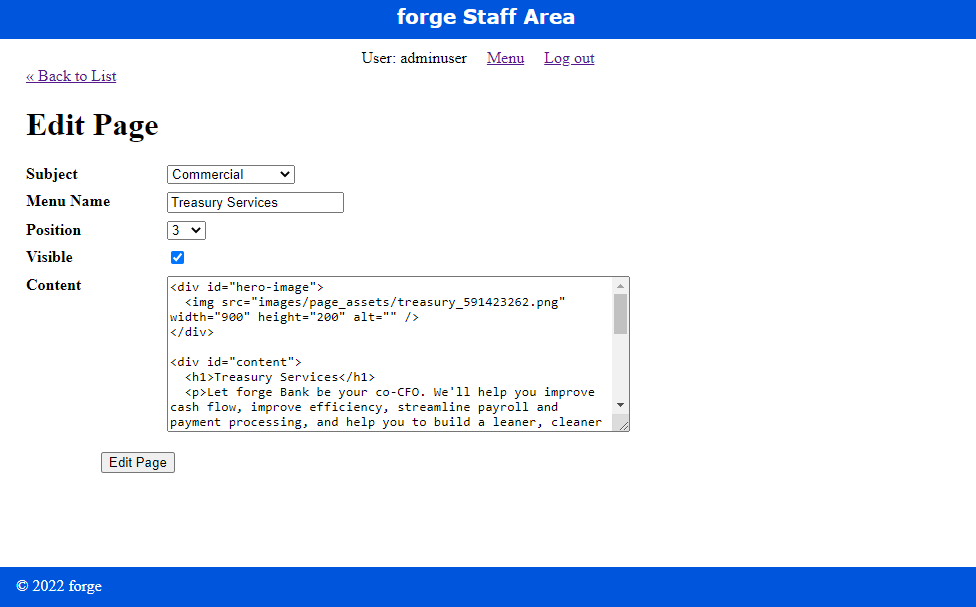 forge Staff Area
User: adminuser Menu Log out
« Back to List
Edit Page
Subject Commercial
Menu Name Treasury Services
Position 3
Visible
Content
<div id="hero-image">
  <img src="images/page_assets/treasury_591423262.png"
width="900" height="200" alt="" />
</div>

<div id="content">
  <h1>Treasury Services</h1>
  <p>Let forge Bank be your co-CFO. We'll help you improve
cash flow, improve efficiency, streamline payroll and
payment processing, and help you to build a leaner, cleaner
Edit Page
© 2022 forge